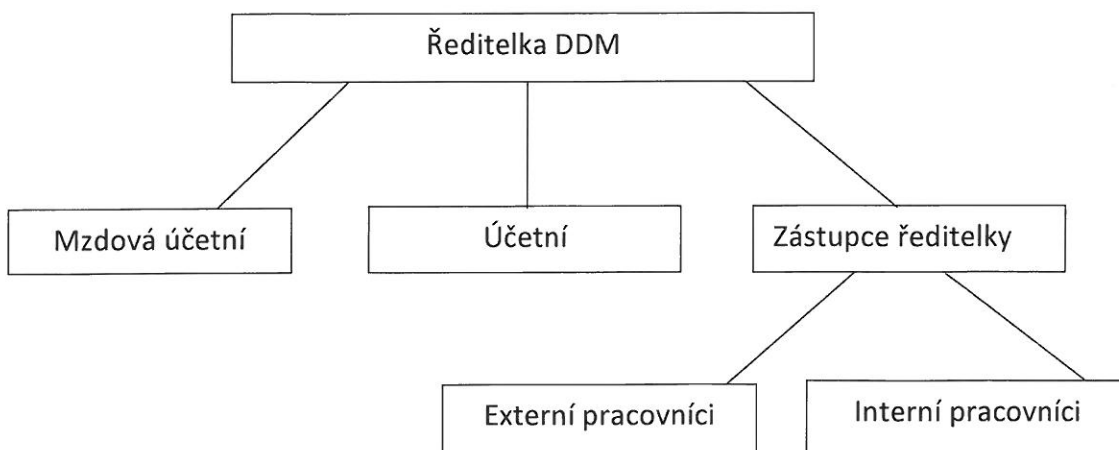 Ředitelka DDM
Mzdová účetní
Účetní
Zástupce ředitelky
Externí pracovníci
Interní pracovníci